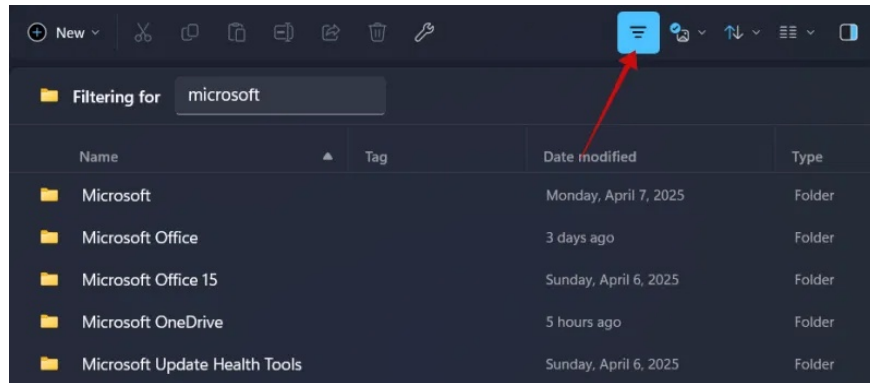 New
Filtering for microsoft
Name Tag Date modified Type
Microsoft Monday, April 7, 2025 Folder
Microsoft Office 3 days ago Folder
Microsoft Office 15 Sunday, April 6, 2025 Folder
Microsoft OneDrive 5 hours ago Folder
Microsoft Update Health Tools Sunday, April 6, 2025 Folder